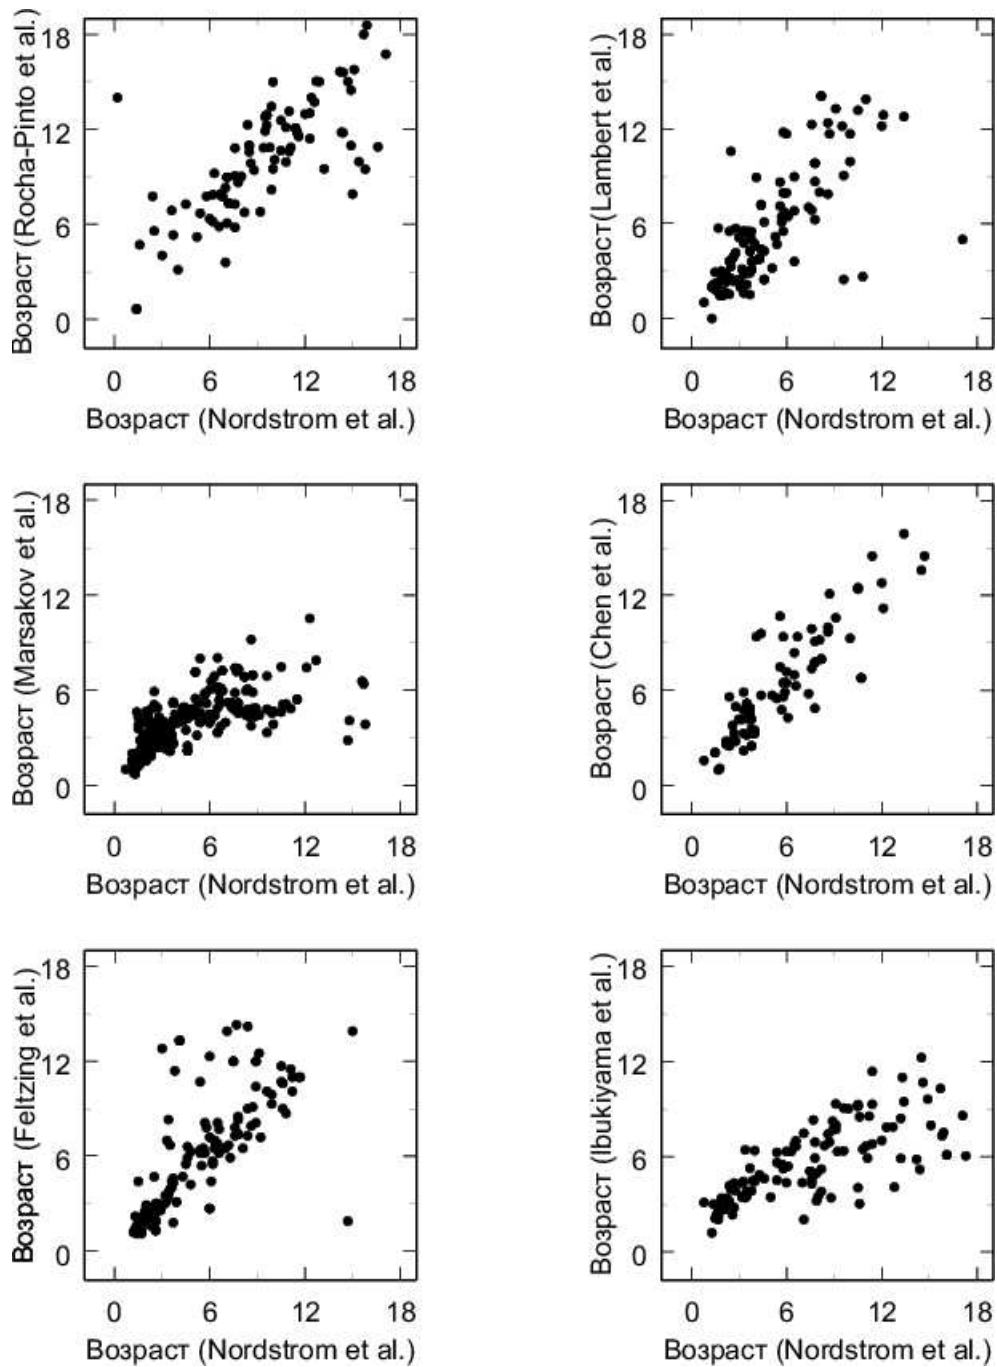 Возраст (Rocha-Pinto et al.)
18
12
6
0
0 6 12 18
Возраст (Nordstrom et al.)
Возраст(Lambert et al.)
18
12
6
0
0 6 12 18
Возраст (Nordstrom et al.)
Возраст (Marsakov et al.)
18
12
6
0
0 6 12 18
Возраст (Nordstrom et al.)
Возраст (Chen et al.)
18
12
6
0
0 6 12 18
Возраст (Nordstrom et al.)
Возраст (Feltzing et al.)
18
12
6
0
0 6 12 18
Возраст (Nordstrom et al.)
Возраст (Ibukiyama et al.)
18
12
6
0
0 6 12 18
Возраст (Nordstrom et al.)